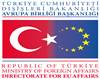 TÜRKİYE CUMHURİYETİ
DIŞİŞLERİ BAKANLIĞI
AVRUPA BİRLİĞİ BAŞKANLIĞI
REPUBLIC OF TÜRKİYE
MINISTRY OF FOREIGN AFFAIRS
DIRECTORATE FOR EU AFFAIRS